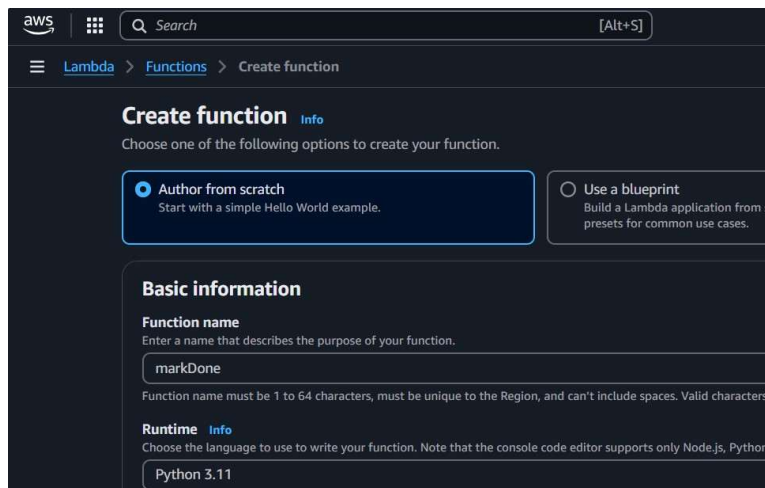 aws
Search [Alt+S]
Lambda > Functions > Create function
Create function Info
Choose one of the following options to create your function.
Author from scratch
Start with a simple Hello World example.
Use a blueprint
Build a Lambda application from
presets for common use cases.
Basic information
Function name
Enter a name that describes the purpose of your function.
markDone
Function name must be 1 to 64 characters, must be unique to the Region, and can't include spaces. Valid characters
Runtime Info
Choose the language to use to write your function. Note that the console code editor supports only Node.js, Python
Python 3.11